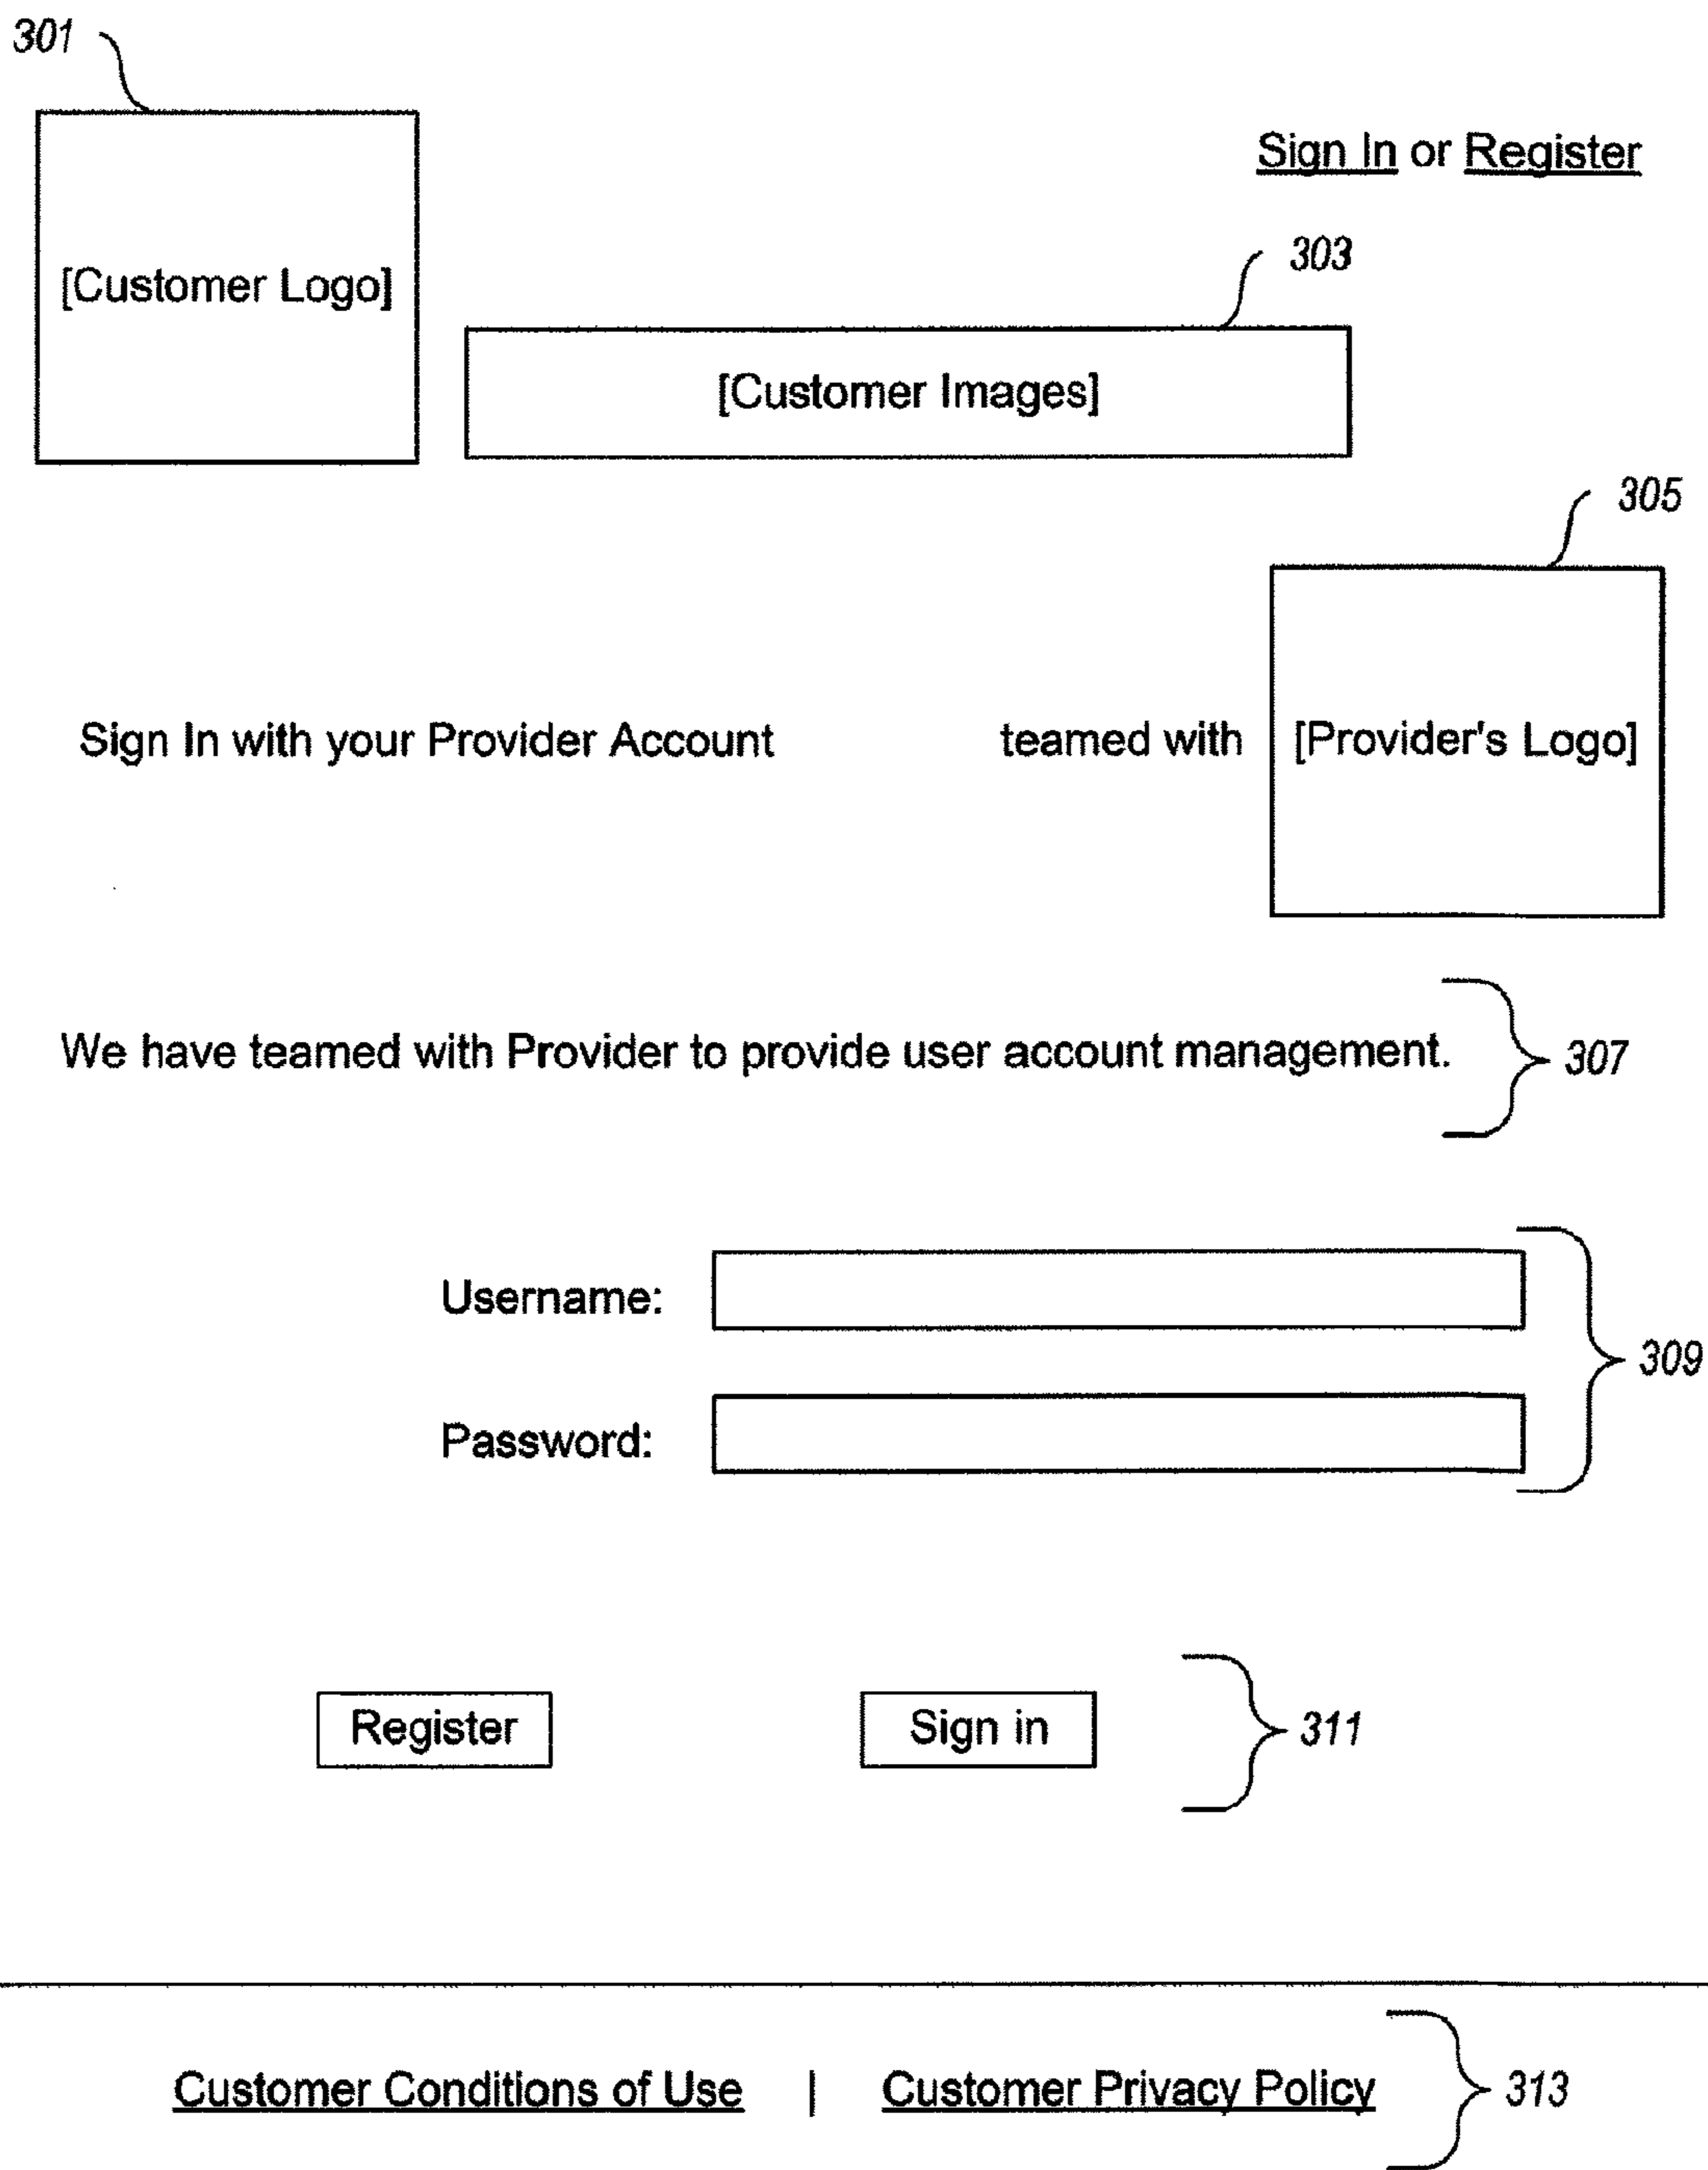 301
Sign In or Register
[Customer Logo]
303
[Customer Images]
305
Sign In with your Provider Account teamed with [Provider's Logo]
We have teamed with Provider to provide user account management. 307
Username:
309
Password:
Register Sign in 311
Customer Conditions of Use | Customer Privacy Policy 313